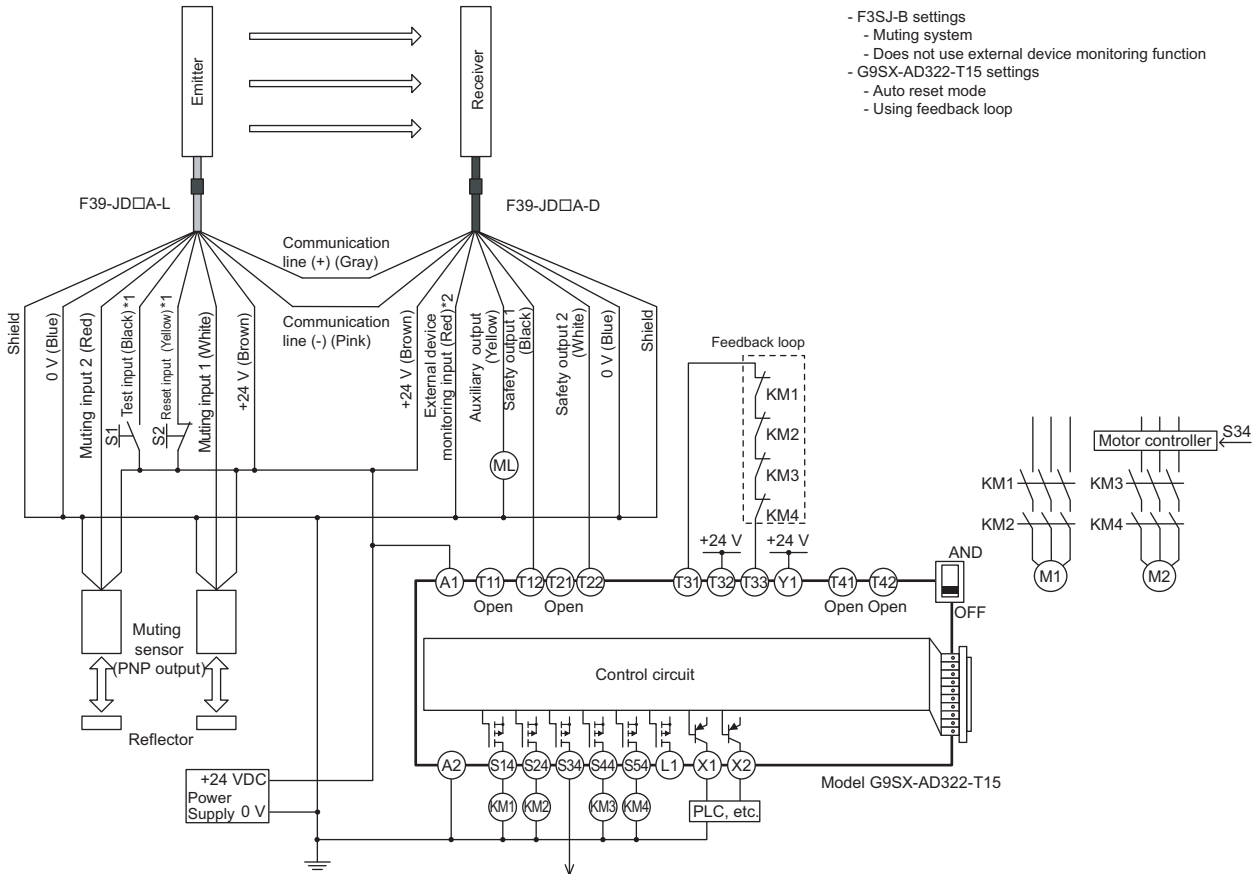 - F3SJ-B settings
- Muting system
- Does not use external device monitoring function
- G9SX-AD322-T15 settings
- Auto reset mode
- Using feedback loop
Emitter
Receiver
F39-JD□A-L
F39-JD□A-D
Communication
line (+) (Gray)
Communication
line (-) (Pink)
Shield
0 V (Blue)
Muting input 2 (Red)
Test input (Black)*1
Reset input (Yellow)*1
Muting input 1 (White)
+24 V (Brown)
+24 V (Brown)
External device
monitoring input (Red)*2
Auxiliary output
(Yellow)
Safety output 1
(Black)
Safety output 2
(White)
0 V (Blue)
Shield
S1
S2
ML
Feedback loop
KM1
KM2
KM3
KM4
+24 V
+24 V
Motor controller
S34
KM1
KM2
KM3
KM4
M1
M2
A1
T11
T12
T21
T22
T31
T32
T33
Y1
T41
T42
Open
Open
Open
Open
AND
OFF
Muting
sensor
(PNP output)
Reflector
Control circuit
A2
S14
S24
S34
S44
S54
L1
X1
X2
Model G9SX-AD322-T15
KM1
KM2
KM3
KM4
PLC, etc.
+24 VDC
Power
Supply 0 V